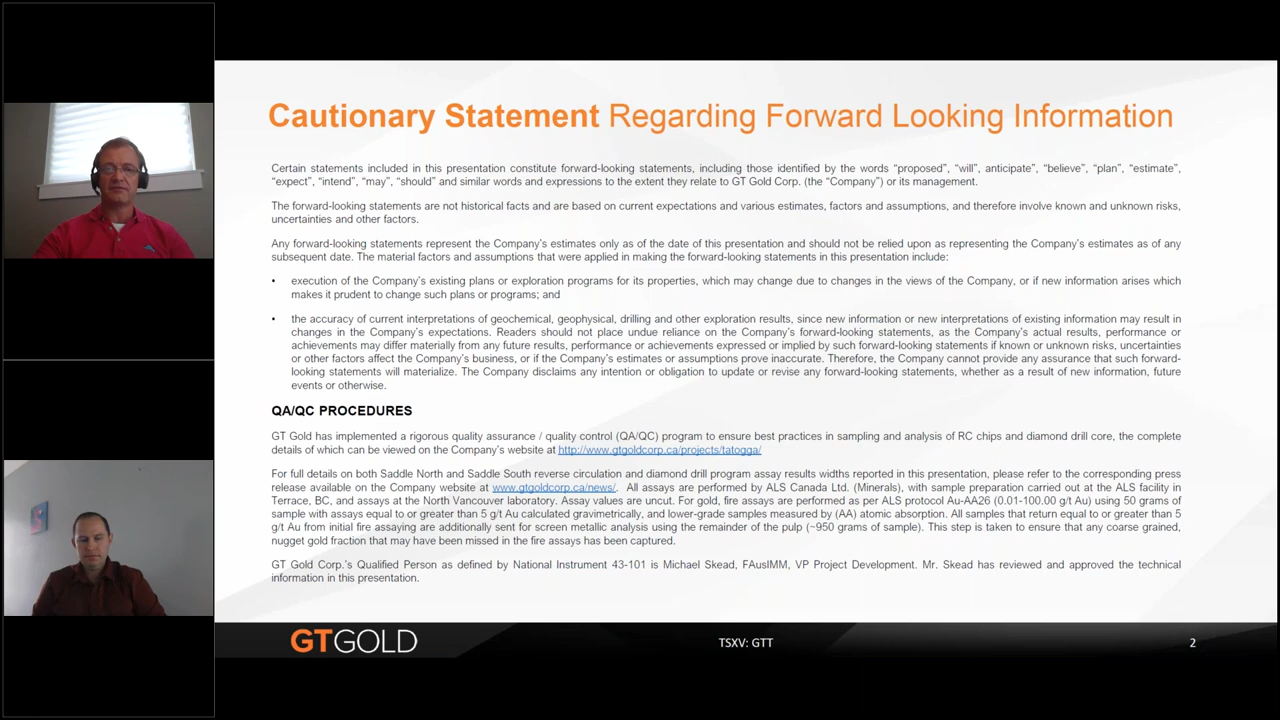 Cautionary Statement Regarding Forward Looking Information
Certain statements included in this presentation constitute forward-looking statements, including those identified by the words “proposed”, “will”, anticipate”, “believe”, “plan”, “estimate”,
“expect”, “intend”, “may”, “should” and similar words and expressions to the extent they relate to GT Gold Corp. (the “Company”) or its management.
The forward-looking statements are not historical facts and are based on current expectations and various estimates, factors and assumptions, and therefore involve known and unknown risks,
uncertainties and other factors.
Any forward-looking statements represent the Company’s estimates only as of the date of this presentation and should not be relied upon as representing the Company’s estimates as of any
subsequent date. The material factors and assumptions that were applied in making the forward-looking statements in this presentation include:
• execution of the Company’s existing plans or exploration programs for its properties, which may change due to changes in the views of the Company, or if new information arises which
makes it prudent to change such plans or programs; and
• the accuracy of current interpretations of geochemical, geophysical, drilling and other exploration results, since new information or new interpretations of existing information may result in
changes in the Company’s expectations. Readers should not place undue reliance on the Company’s forward-looking statements, as the Company’s actual results, performance or
achievements may differ materially from any future results, performance or achievements expressed or implied by such forward-looking statements if known or unknown risks, uncertainties
or other factors affect the Company’s business, or if the Company’s estimates or assumptions prove inaccurate. Therefore, the Company cannot provide any assurance that such forward-
looking statements will materialize. The Company disclaims any intention or obligation to update or revise any forward-looking statements, whether as a result of new information, future
events or otherwise.
QA/QC PROCEDURES
GT Gold has implemented a rigorous quality assurance / quality control (QA/QC) program to ensure best practices in sampling and analysis of RC chips and diamond drill core, the complete
details of which can be viewed on the Company’s website at http://www.gtgoldcorp.ca/projects/tatogga/
For full details on both Saddle North and Saddle South reverse circulation and diamond drill program assay results widths reported in this presentation, please refer to the corresponding press
release available on the Company website at www.gtgoldcorp.ca/news/. All assays are performed by ALS Canada Ltd. (Minerals), with sample preparation carried out at the ALS facility in
Terrace, BC, and assays at the North Vancouver laboratory. Assay values are uncut. For gold, fire assays are performed as per ALS protocol Au-AA26 (0.01-100.00 g/t Au) using 50 grams of
sample with assays equal to or greater than 5 g/t Au calculated gravimetrically, and lower-grade samples measured by (AA) atomic absorption. All samples that return equal to or greater than 5
g/t Au from initial fire assaying are additionally sent for screen metallic analysis using the remainder of the pulp (~950 grams of sample). This step is taken to ensure that any coarse grained,
nugget gold fraction that may have been missed in the fire assays has been captured.
GT Gold Corp.’s Qualified Person as defined by National Instrument 43-101 is Michael Skead, FAusIMM, VP Project Development. Mr. Skead has reviewed and approved the technical
information in this presentation.
GTGOLD
TSXV: GTT
2